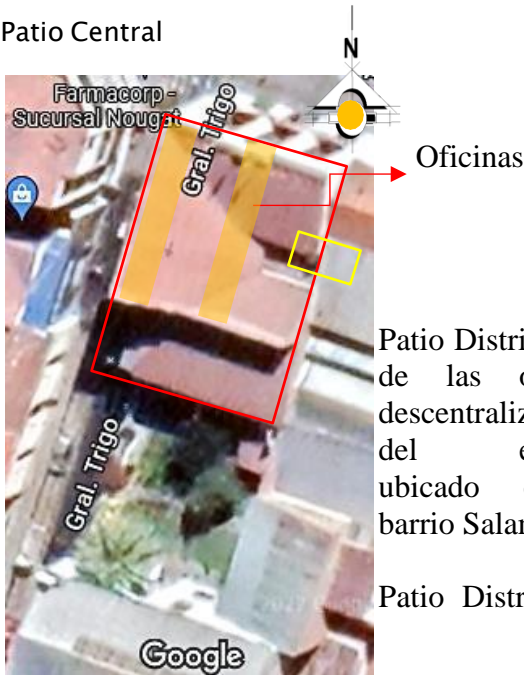 Patio Central
N
Farmacorp -
Sucursal Nougat
Gral. Trigo
Oficinas
Patio Distri
de las o
descentraliz
del e
ubicado
barrio Salar
Gral. Trigo
Patio Distr
Google